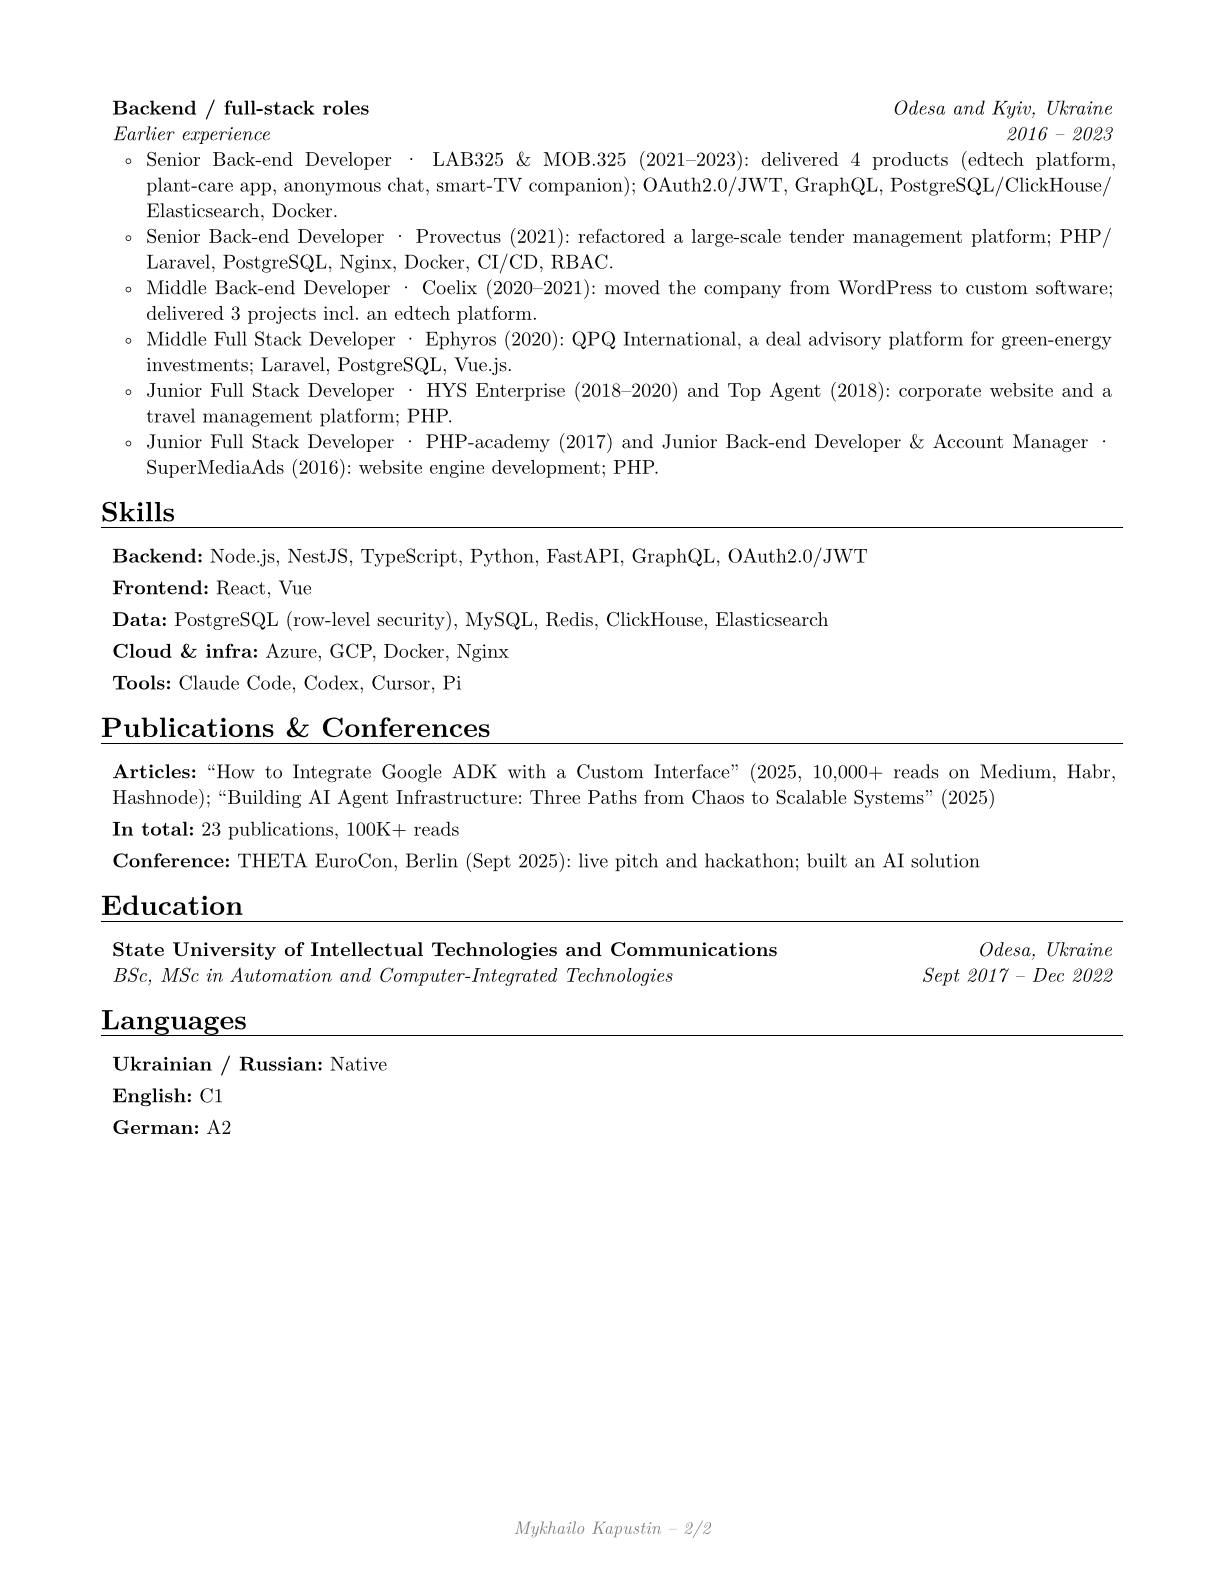 Backend / full-stack roles
Odesa and Kyiv, Ukraine
Earlier experience
2016 – 2023
◦ Senior Back-end Developer · LAB325 & MOB.325 (2021–2023): delivered 4 products (edtech platform,
plant-care app, anonymous chat, smart-TV companion); OAuth2.0/JWT, GraphQL, PostgreSQL/ClickHouse/
Elasticsearch, Docker.
◦ Senior Back-end Developer · Provectus (2021): refactored a large-scale tender management platform; PHP/
Laravel, PostgreSQL, Nginx, Docker, CI/CD, RBAC.
◦ Middle Back-end Developer · Coelix (2020–2021): moved the company from WordPress to custom software;
delivered 3 projects incl. an edtech platform.
◦ Middle Full Stack Developer · Ephyros (2020): QPQ International, a deal advisory platform for green-energy
investments; Laravel, PostgreSQL, Vue.js.
◦ Junior Full Stack Developer · HYS Enterprise (2018–2020) and Top Agent (2018): corporate website and a
travel management platform; PHP.
◦ Junior Full Stack Developer · PHP-academy (2017) and Junior Back-end Developer & Account Manager ·
SuperMediaAds (2016): website engine development; PHP.
Skills
Backend: Node.js, NestJS, TypeScript, Python, FastAPI, GraphQL, OAuth2.0/JWT
Frontend: React, Vue
Data: PostgreSQL (row-level security), MySQL, Redis, ClickHouse, Elasticsearch
Cloud & infra: Azure, GCP, Docker, Nginx
Tools: Claude Code, Codex, Cursor, Pi
Publications & Conferences
Articles: “How to Integrate Google ADK with a Custom Interface” (2025, 10,000+ reads on Medium, Habr,
Hashnode); “Building AI Agent Infrastructure: Three Paths from Chaos to Scalable Systems” (2025)
In total: 23 publications, 100K+ reads
Conference: THETA EuroCon, Berlin (Sept 2025): live pitch and hackathon; built an AI solution
Education
State University of Intellectual Technologies and Communications
Odesa, Ukraine
BSc, MSc in Automation and Computer-Integrated Technologies
Sept 2017 – Dec 2022
Languages
Ukrainian / Russian: Native
English: C1
German: A2
Mykhailo Kapustin – 2/2